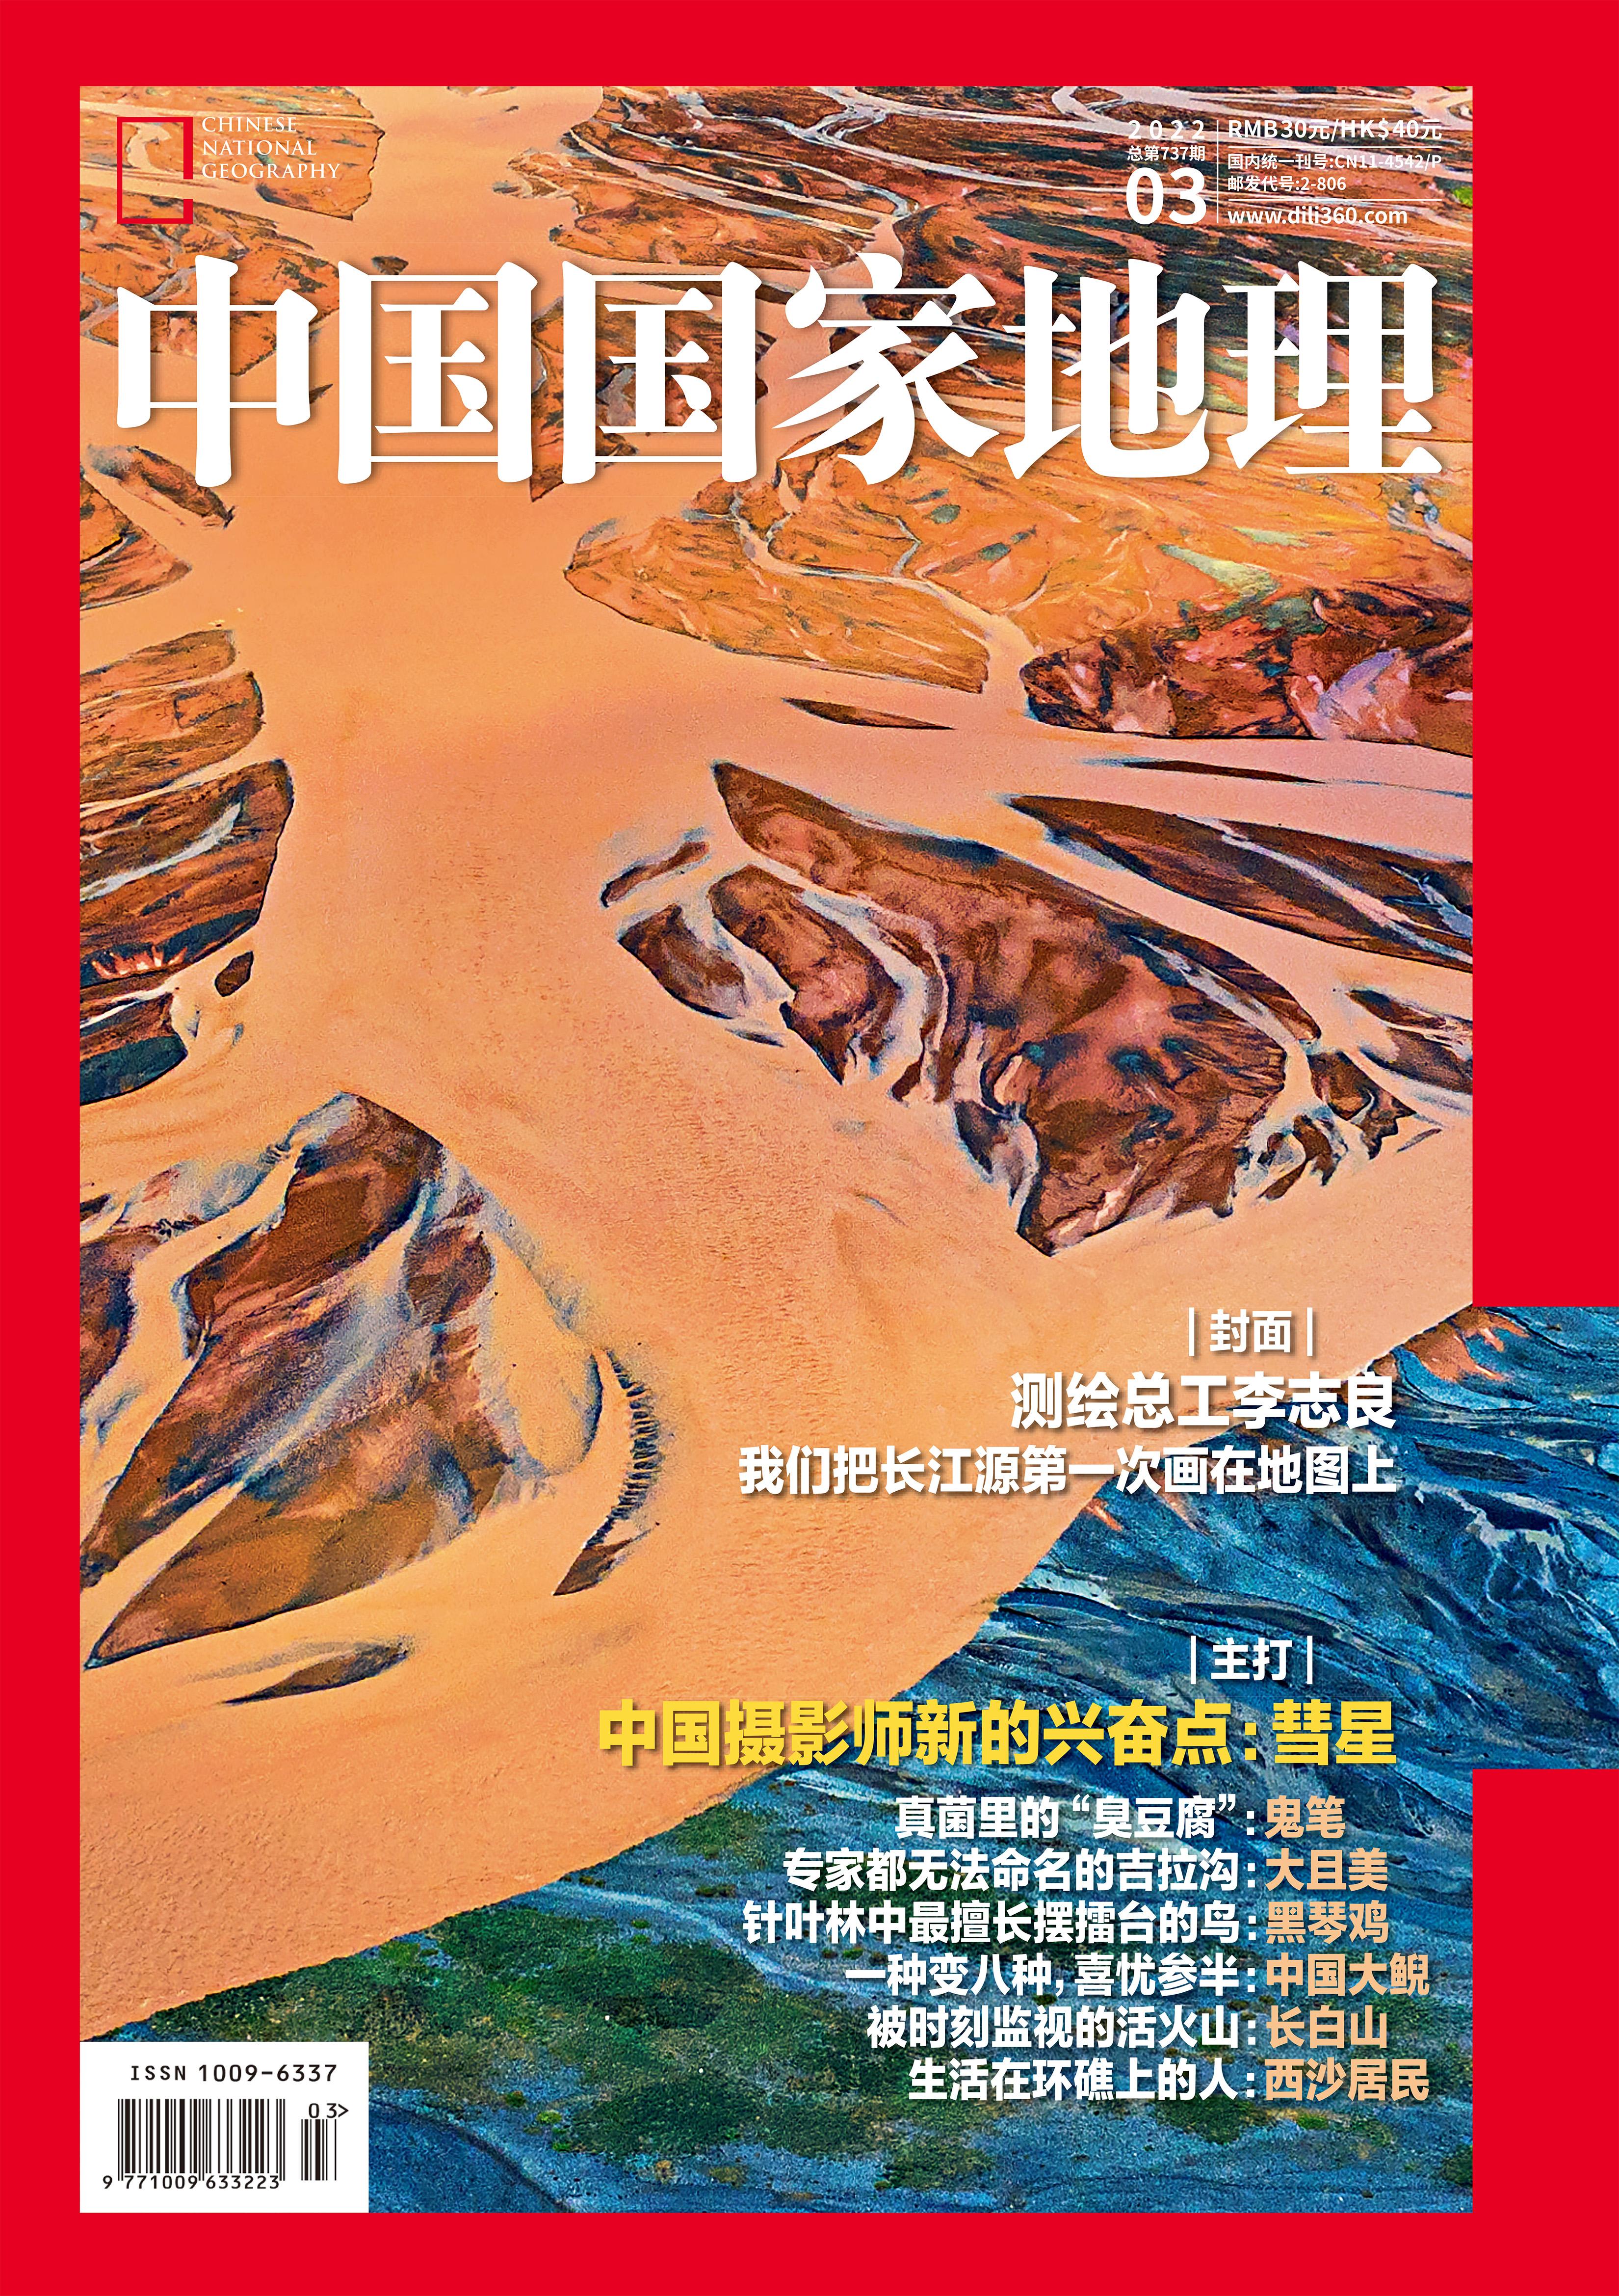 CHINESE
NATIONAL
GEOGRAPHY
2022
总第737期
03
RMB30元/HK$40元
国内统一刊号:CN11-4542/P
邮发代号:2-806
www.dili360.com
中国国家地理
|封面|
测绘总工李志良
我们把长江源第一次画在地图上
|主打|
中国摄影师新的兴奋点:彗星
真菌里的“臭豆腐”:鬼笔
专家都无法命名的吉拉沟:大且美
针叶林中最擅长摆擂台的鸟:黑琴鸡
一种变八种,喜忧参半:中国大鲵
被时刻监视的活火山:长白山
生活在环礁上的人:西沙居民
ISSN 1009-6337
03>
9 771009 633223